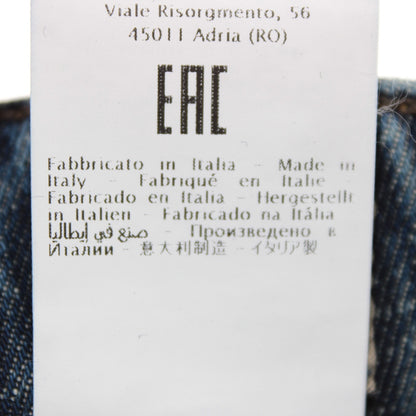 Viale Risorgmento, 56
45011 Adria (RO)
EAC
Fabbricato in Italia - Made in
Italy - Fabriqué en Italie -
Fabricado en Italia - Hergestellt
in Italien - Fabricado na Itália
صنع في إيطاليا - Произведено в
Италии - 意大利制造 - イタリア製